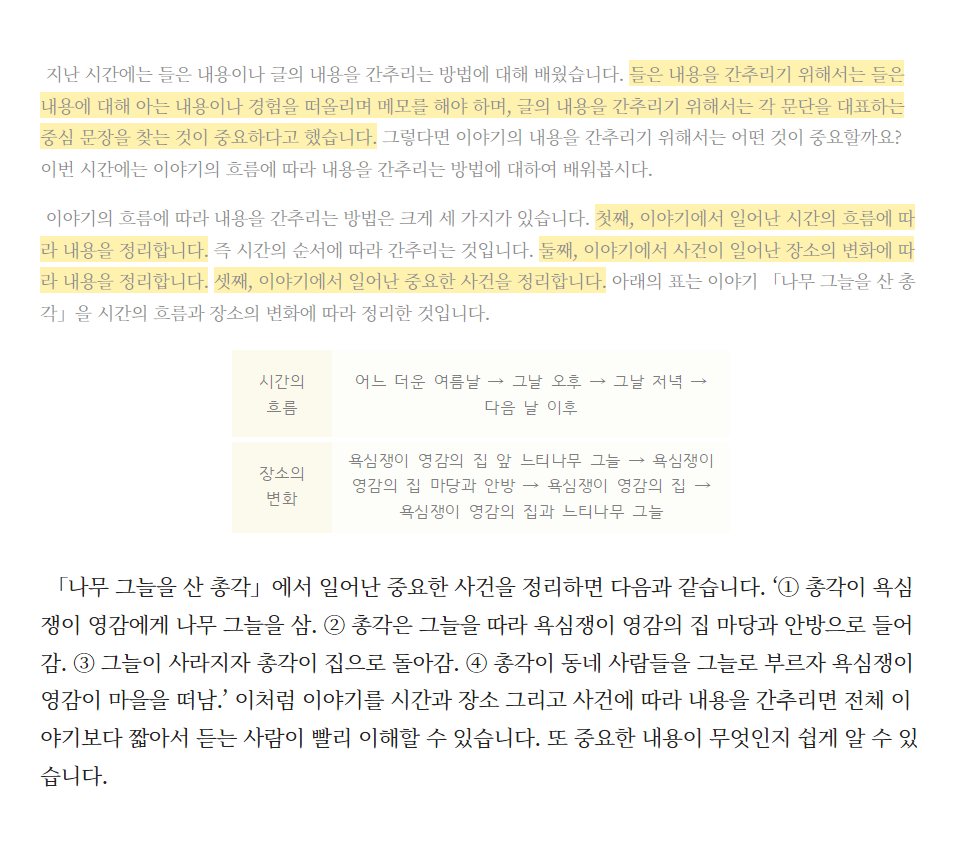 지난 시간에는 들은 내용이나 글의 내용을 간추리는 방법에 대해 배웠습니다. 들은 내용을 간추리기 위해서는 들은
내용에 대해 아는 내용이나 경험을 떠올리며 메모를 해야 하며, 글의 내용을 간추리기 위해서는 각 문단을 대표하는
중심 문장을 찾는 것이 중요하다고 했습니다. 그렇다면 이야기의 내용을 간추리기 위해서는 어떤 것이 중요할까요?
이번 시간에는 이야기의 흐름에 따라 내용을 간추리는 방법에 대하여 배워봅시다.
이야기의 흐름에 따라 내용을 간추리는 방법은 크게 세 가지가 있습니다. 첫째, 이야기에서 일어난 시간의 흐름에 따
라 내용을 정리합니다. 즉 시간의 순서에 따라 간추리는 것입니다. 둘째, 이야기에서 사건이 일어난 장소의 변화에 따
라 내용을 정리합니다. 셋째, 이야기에서 일어난 중요한 사건을 정리합니다. 아래의 표는 이야기 「나무 그늘을 산 총
각」을 시간의 흐름과 장소의 변화에 따라 정리한 것입니다.
시간의
흐름
어느 더운 여름날 → 그날 오후 → 그날 저녁 →
다음 날 이후
장소의
변화
욕심쟁이 영감의 집 앞 느티나무 그늘 → 욕심쟁이
영감의 집 마당과 안방 → 욕심쟁이 영감의 집 →
욕심쟁이 영감의 집과 느티나무 그늘
「나무 그늘을 산 총각」에서 일어난 중요한 사건을 정리하면 다음과 같습니다. ‘① 총각이 욕심
쟁이 영감에게 나무 그늘을 삼. ② 총각은 그늘을 따라 욕심쟁이 영감의 집 마당과 안방으로 들어
감. ③ 그늘이 사라지자 총각이 집으로 돌아감. ④ 총각이 동네 사람들을 그늘로 부르자 욕심쟁이
영감이 마을을 떠남.’ 이처럼 이야기를 시간과 장소 그리고 사건에 따라 내용을 간추리면 전체 이
야기보다 짧아서 듣는 사람이 빨리 이해할 수 있습니다. 또 중요한 내용이 무엇인지 쉽게 알 수 있
습니다.